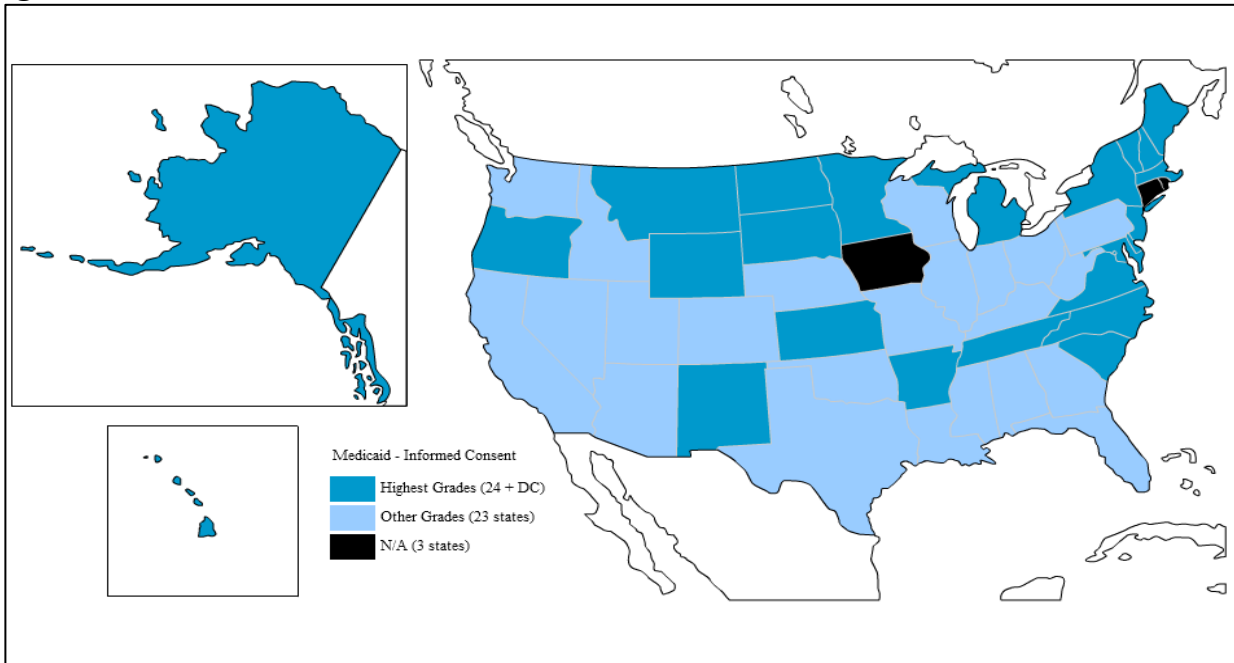 Medicaid - Informed Consent
Highest Grades (24 + DC)
Other Grades (23 states)
N/A (3 states)